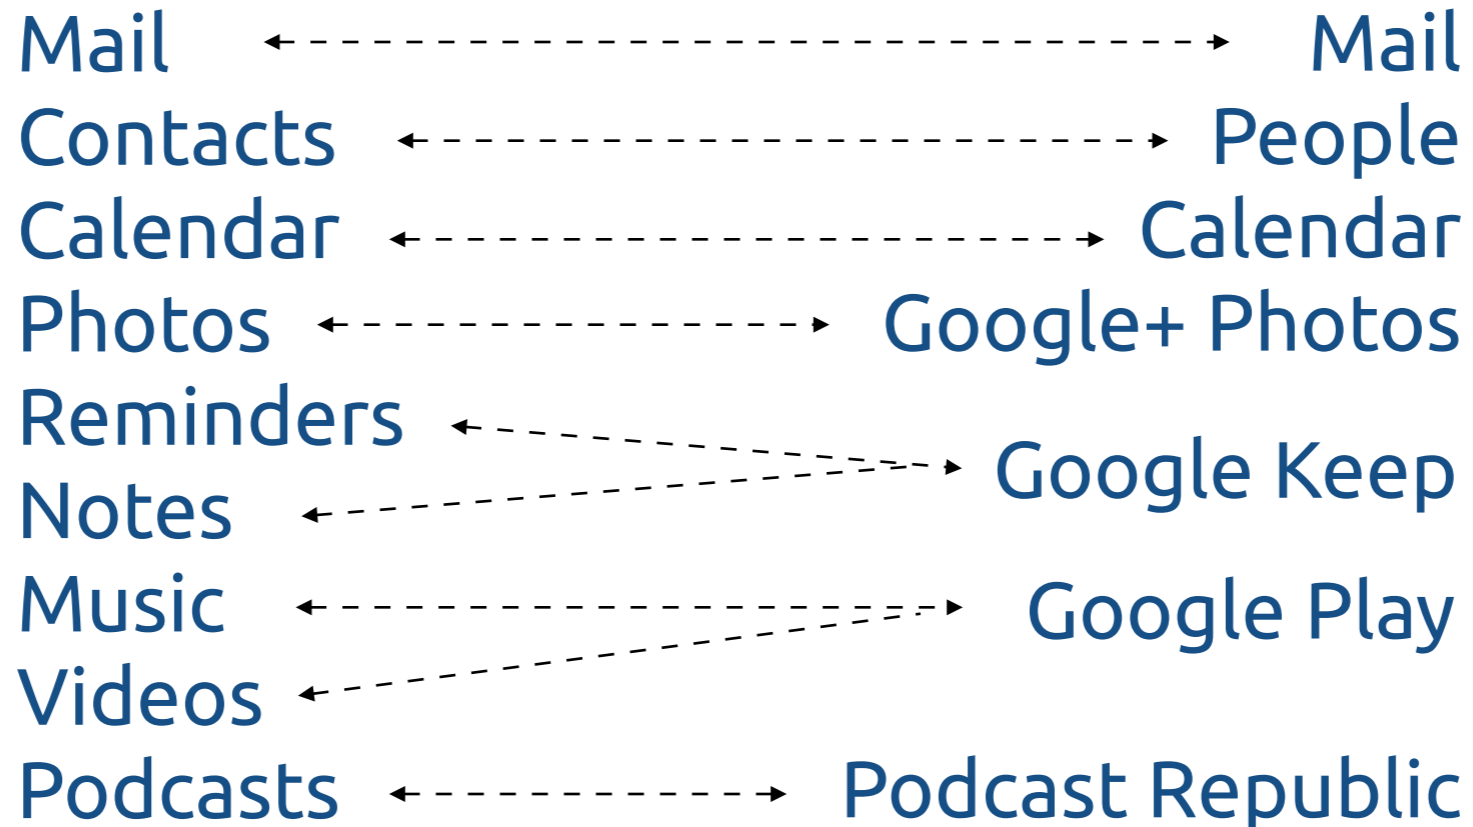 Mail Mail
Contacts People
Calendar Calendar
Photos Google+ Photos
Reminders
Google Keep
Notes
Music Google Play
Videos
Podcasts Podcast Republic